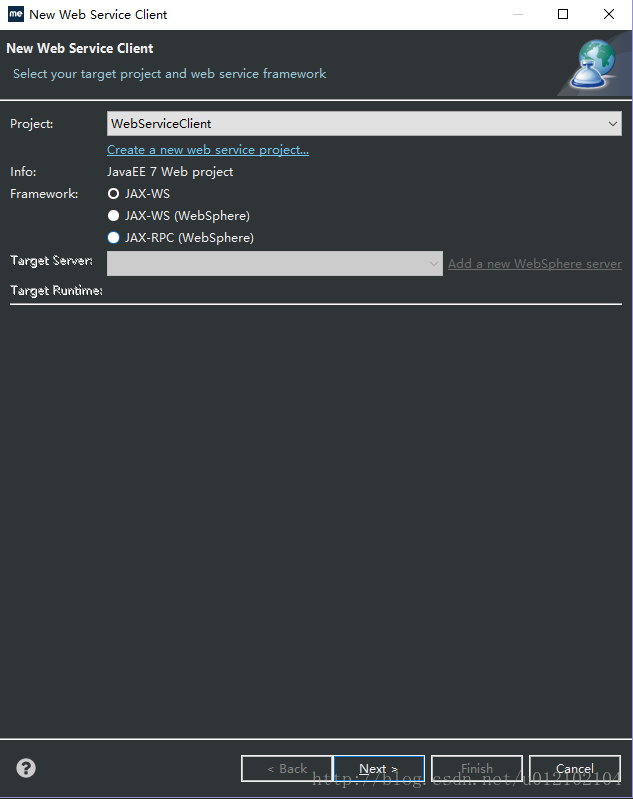 me New Web Service Client
New Web Service Client
Select your target project and web service framework
Project: WebServiceClient
Create a new web service project...
Info: JavaEE 7 Web project
Framework: JAX-WS
JAX-WS (WebSphere)
JAX-RPC (WebSphere)
Target Server: Add a new WebSphere server
Target Runtime:
? < Back Next > Finish Cancel
http://blog.csdn.net/u012102104